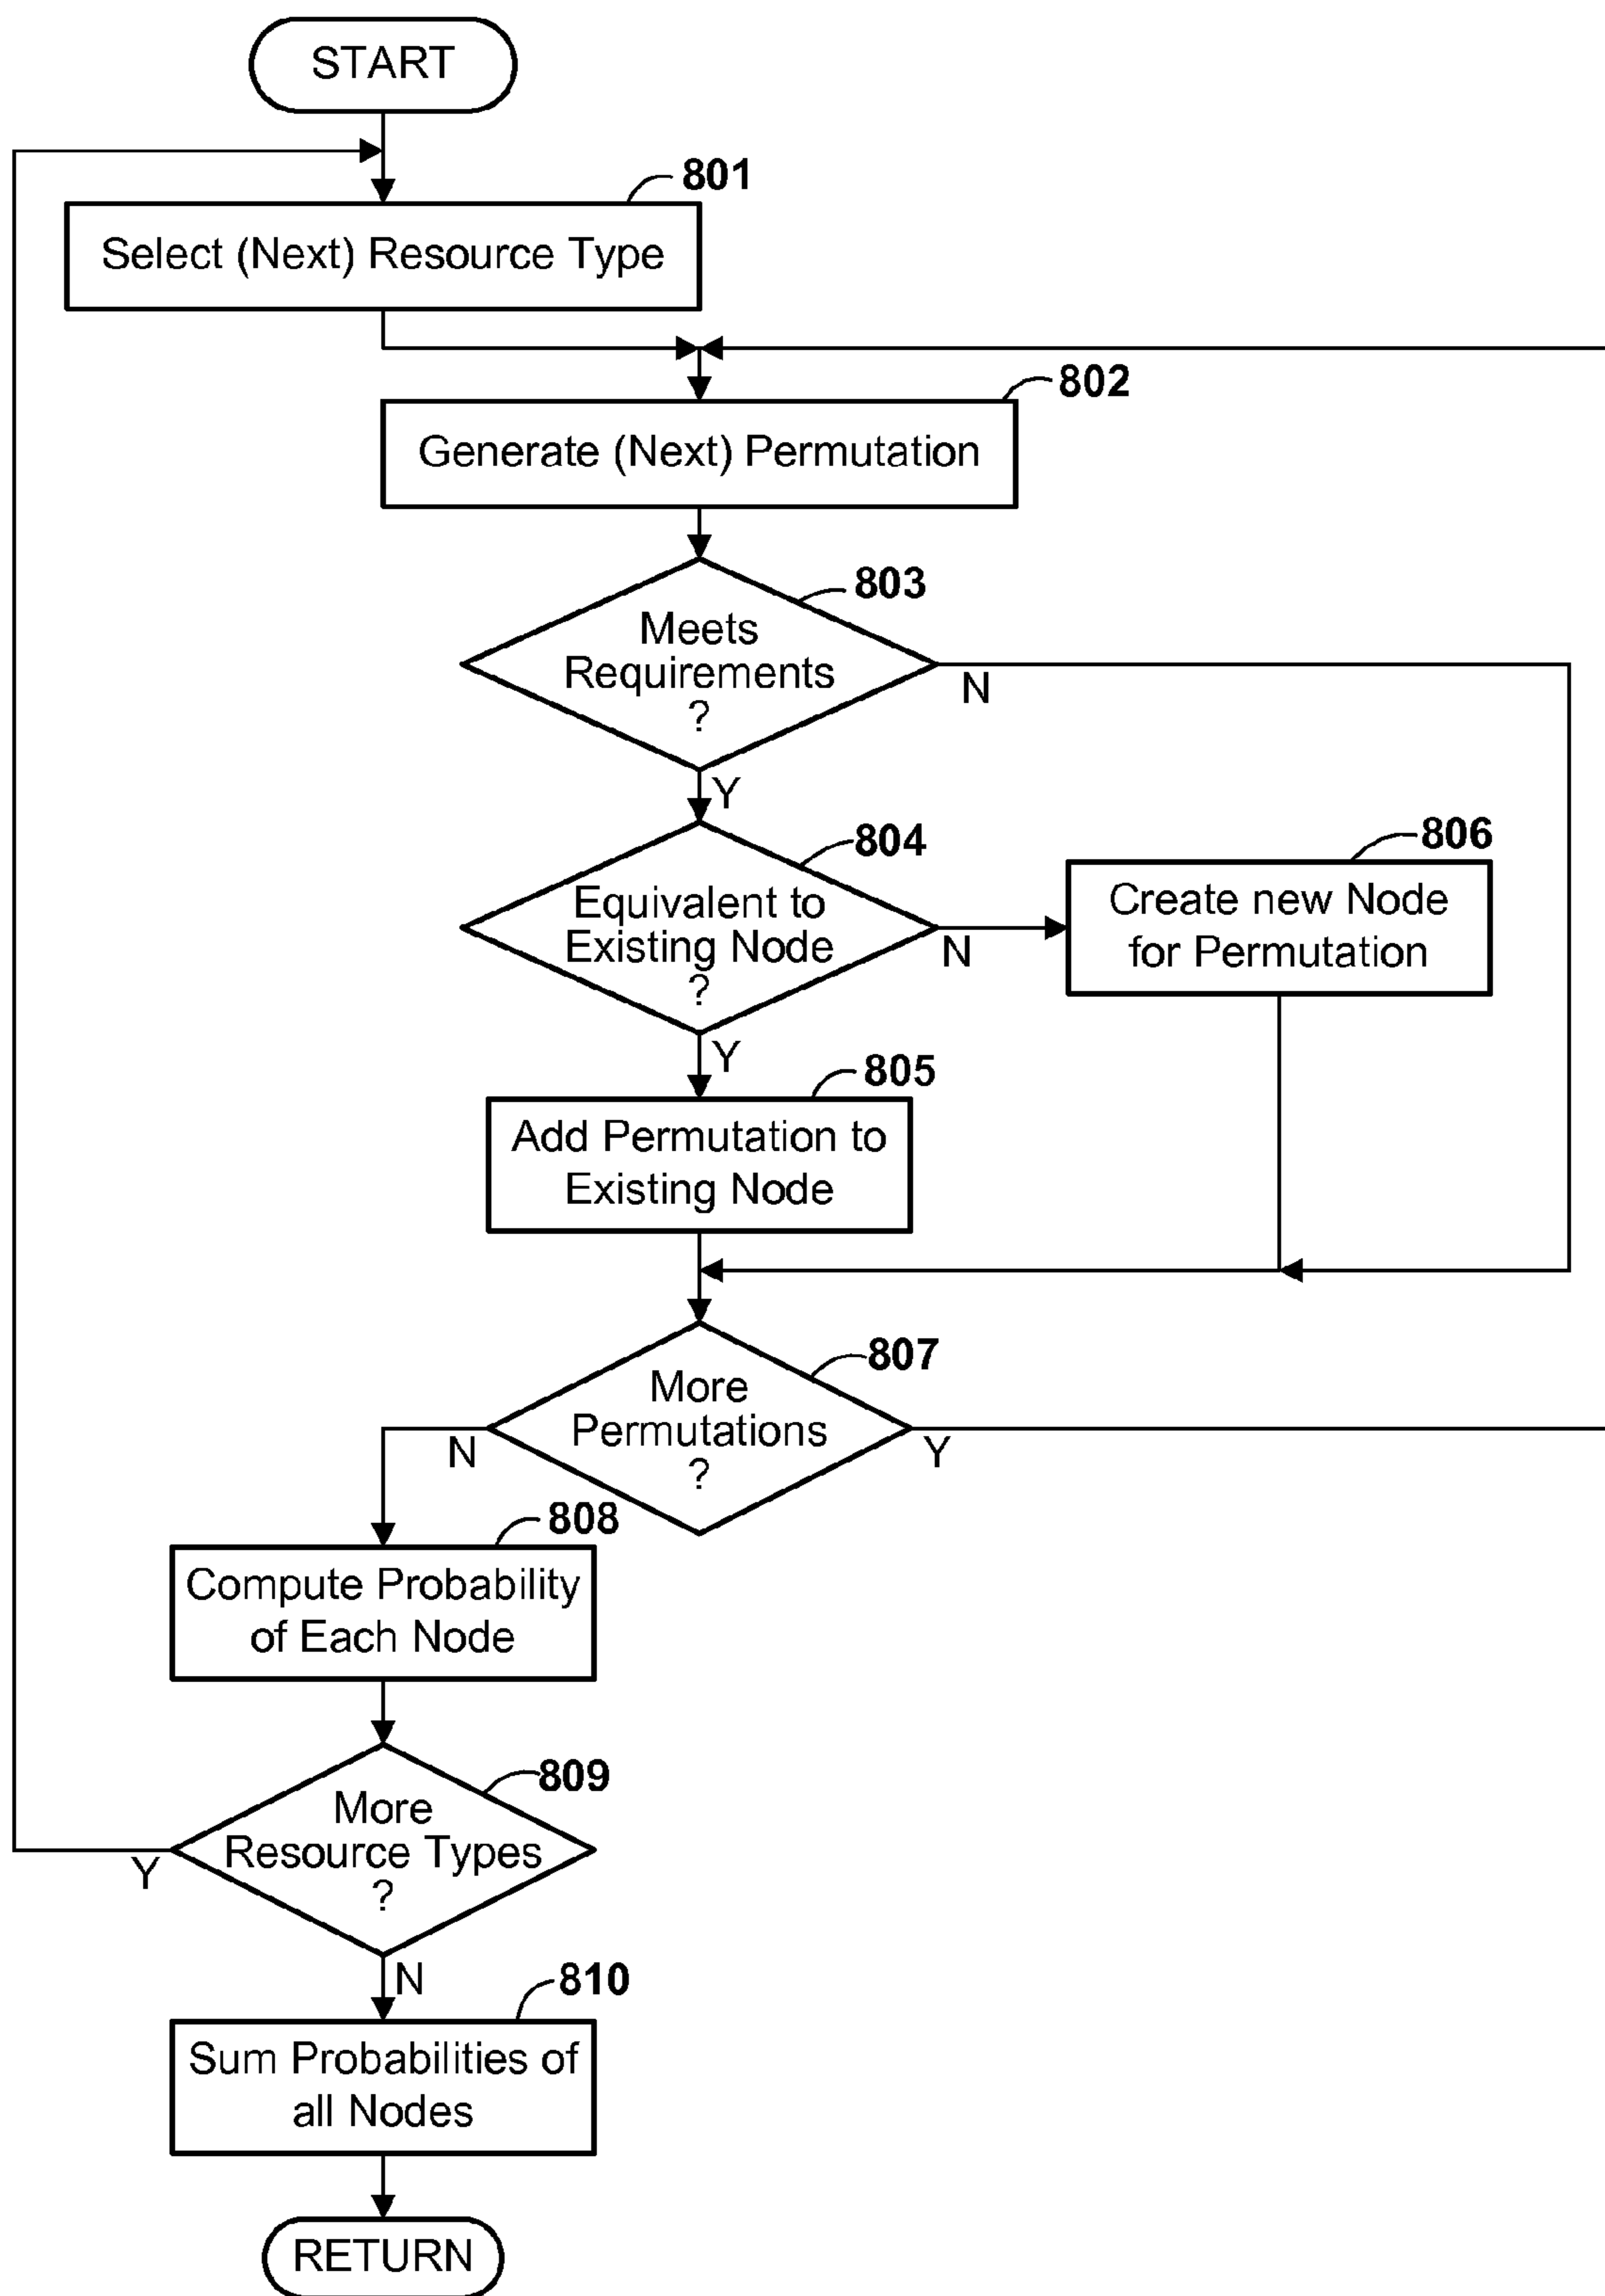 START
801
Select (Next) Resource Type
802
Generate (Next) Permutation
803
Meets
Requirements
?
N
Y
804
Equivalent to
Existing Node
?
N
806
Create new Node
for Permutation
Y
805
Add Permutation to
Existing Node
807
More
Permutations
?
N
Y
808
Compute Probability
of Each Node
809
More
Resource Types
?
Y
N
810
Sum Probabilities of
all Nodes
RETURN